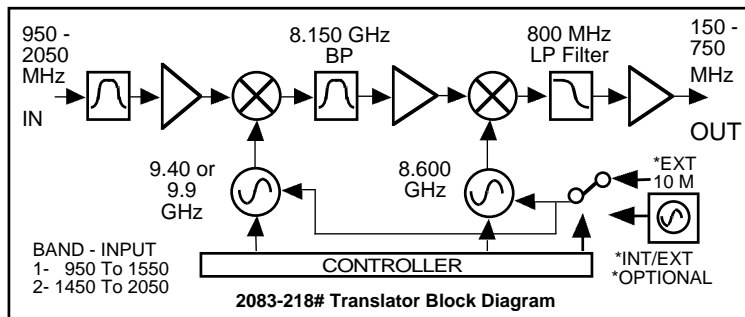 950 -
2050
MHz
IN
8.150 GHz
BP
800 MHz
LP Filter
150 -
750
MHz
OUT
9.40 or
9.9
GHz
8.600
GHz
*EXT
10 M
BAND - INPUT
1- 950 To 1550
2- 1450 To 2050
CONTROLLER
*INT/EXT
*OPTIONAL
2083-218# Translator Block Diagram